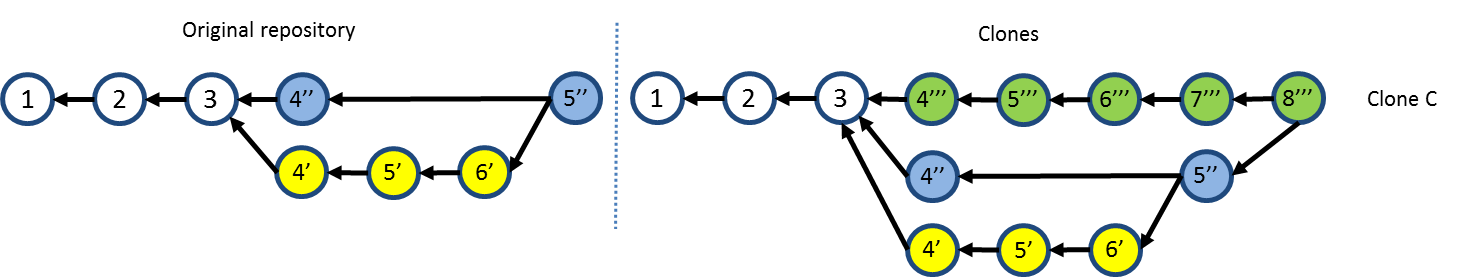 Original repository
1 2 3 4’’ 5’’
4’ 5’ 6’
Clones
1 2 3 4’’’ 5’’’ 6’’’ 7’’’ 8’’’ Clone C
4’’ 5’’
4’ 5’ 6’